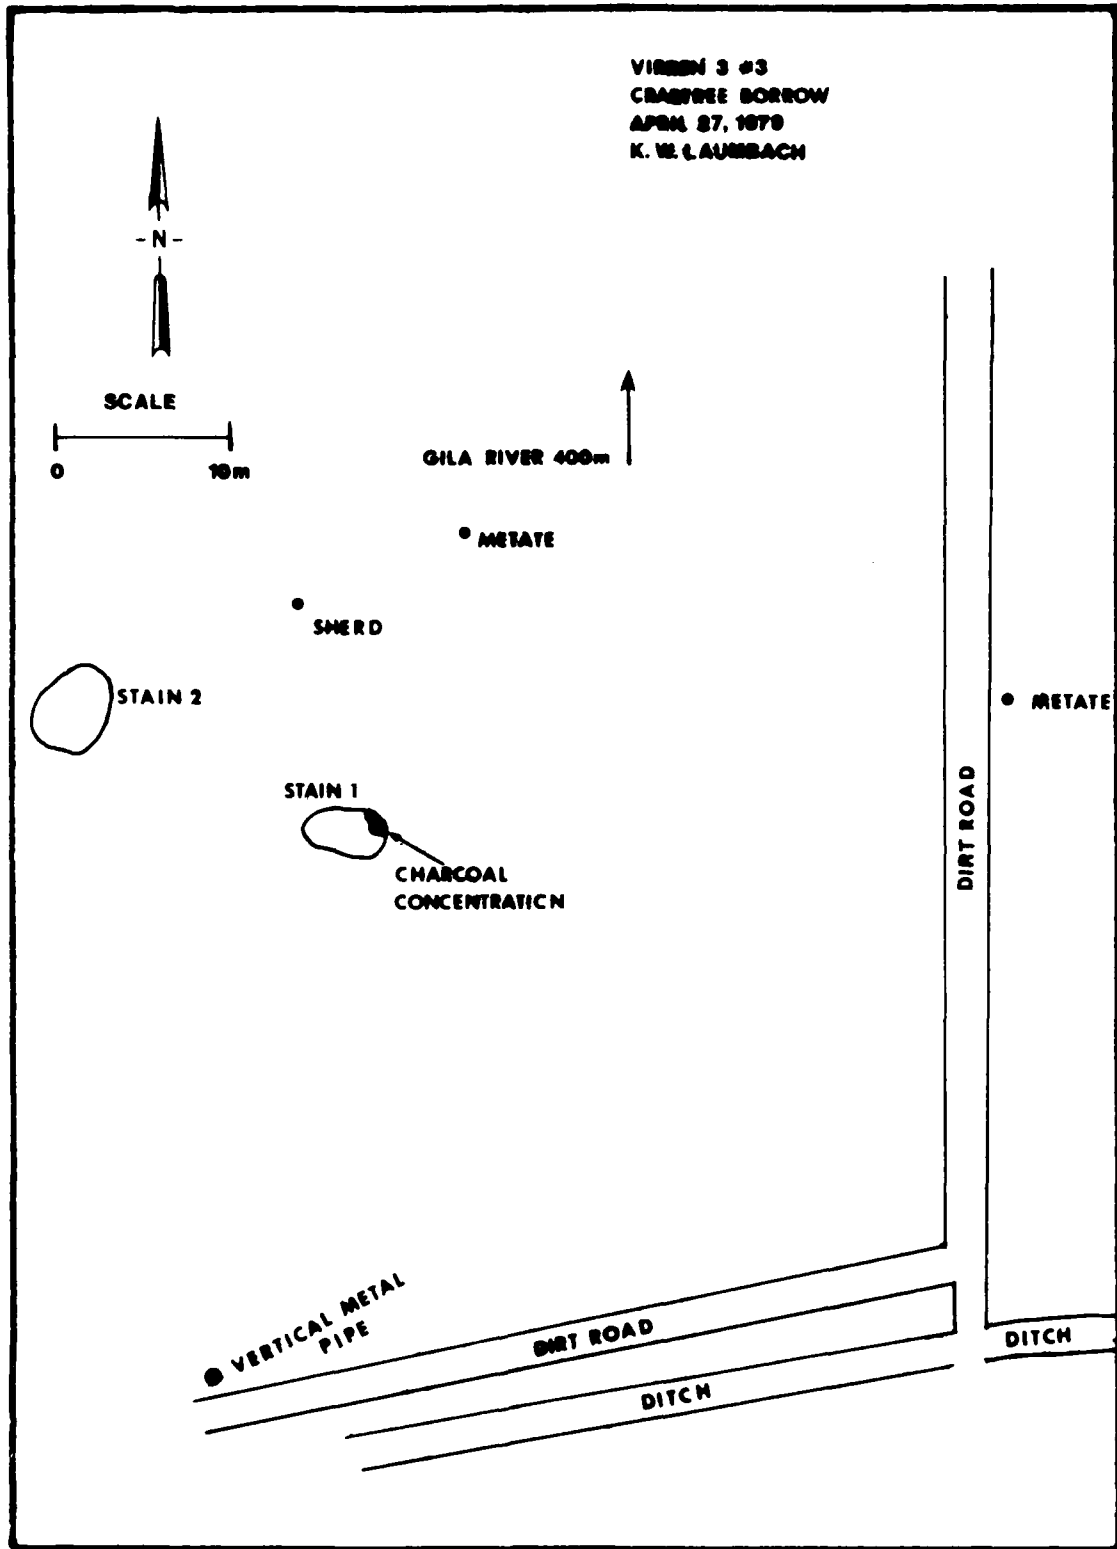 VIRDEN 3 #3
CRABTREE BORROW
APRIL 27, 1979
K. W. LAUMBACH
- N -
SCALE
0 10m
GILA RIVER 400m
METATE
SHERD
STAIN 2
METATE
STAIN 1
DIRT ROAD
CHARCOAL
CONCENTRATION
VERTICAL METAL
PIPE
DIRT ROAD
DITCH
DITCH